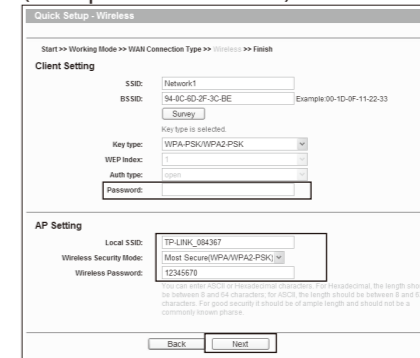 Quick Setup - Wireless
Start >> Working Mode >> WAN Connection Type >> Wireless >> Finish
Client Setting
SSID: Network1
BSSID: 94-0C-6D-2F-3C-BE Example:00-1D-0F-11-22-33
Survey
Key type is selected.
Key type: WPA-PSK/WPA2-PSK
WEP Index: 1
Auth type: open
Password:
AP Setting
Local SSID: TP-LINK_084367
Wireless Security Mode: Most Secure(WPA/WPA2-PSK)
Wireless Password: 12345670
You can enter ASCII or Hexadecimal characters. For Hexadecimal, the length
be between 8 and 64 characters; for ASCII, the length should be between 8 and
characters. For good security it should be of ample length and should not be a
commonly known pharse.
Back Next